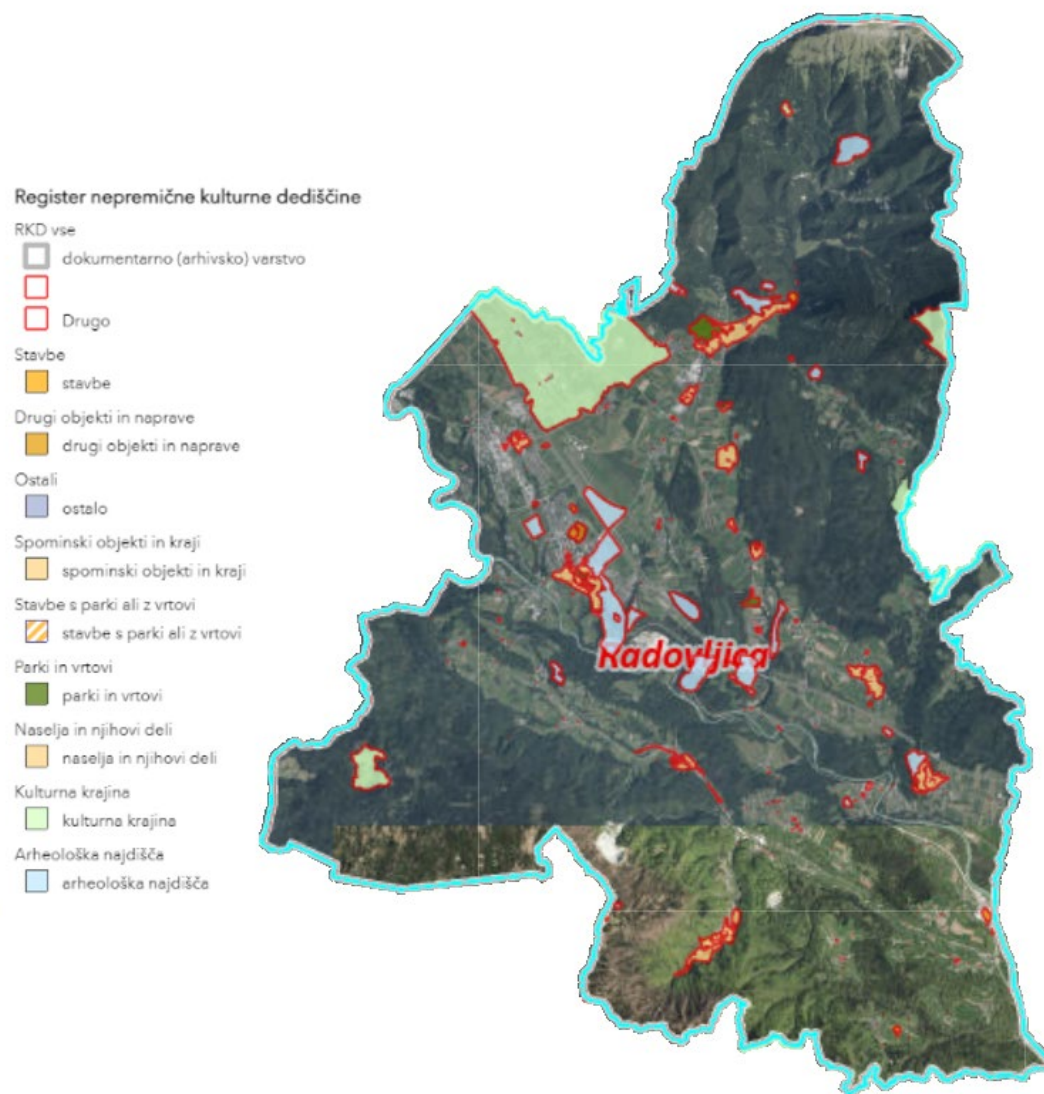 Register nepremične kulturne dediščine
RKD vse
dokumentarno (arhivsko) varstvo
Drugo
Stavbe
stavbe
Drugi objekti in naprave
drugi objekti in naprave
Ostali
ostalo
Spominski objekti in kraji
spominski objekti in kraji
Stavbe s parki ali z vrtovi
stavbe s parki ali z vrtovi
Parki in vrtovi
parki in vrtovi
Naselja in njihovi deli
naselja in njihovi deli
Kulturna krajina
kulturna krajina
Arheološka najdišča
arheološka najdišča
Radovljica